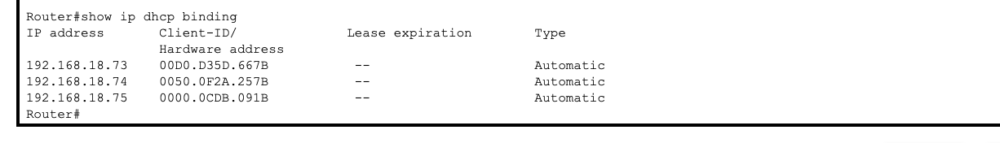 Router#show ip dhcp binding
IP address       Client-ID/              Lease expiration        Type
                 Hardware address
192.168.18.73    00D0.D35D.667B           --                     Automatic
192.168.18.74    0050.0F2A.257B           --                     Automatic
192.168.18.75    0000.0CDB.091B           --                     Automatic
Router#